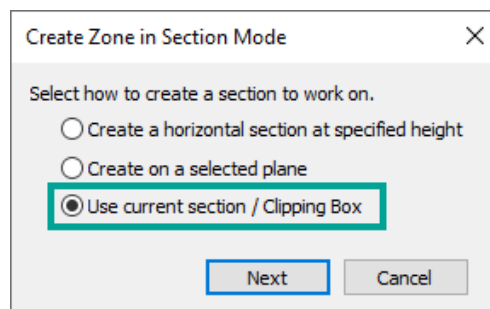 Create Zone in Section Mode
Select how to create a section to work on.
Create a horizontal section at specified height
Create on a selected plane
Use current section / Clipping Box
Next Cancel